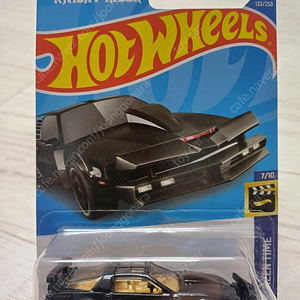 KNIGHT RIDER
133/250
HOT WHEELS
7/10
SCREEN TIME
cafe.naver.com/joonggonara